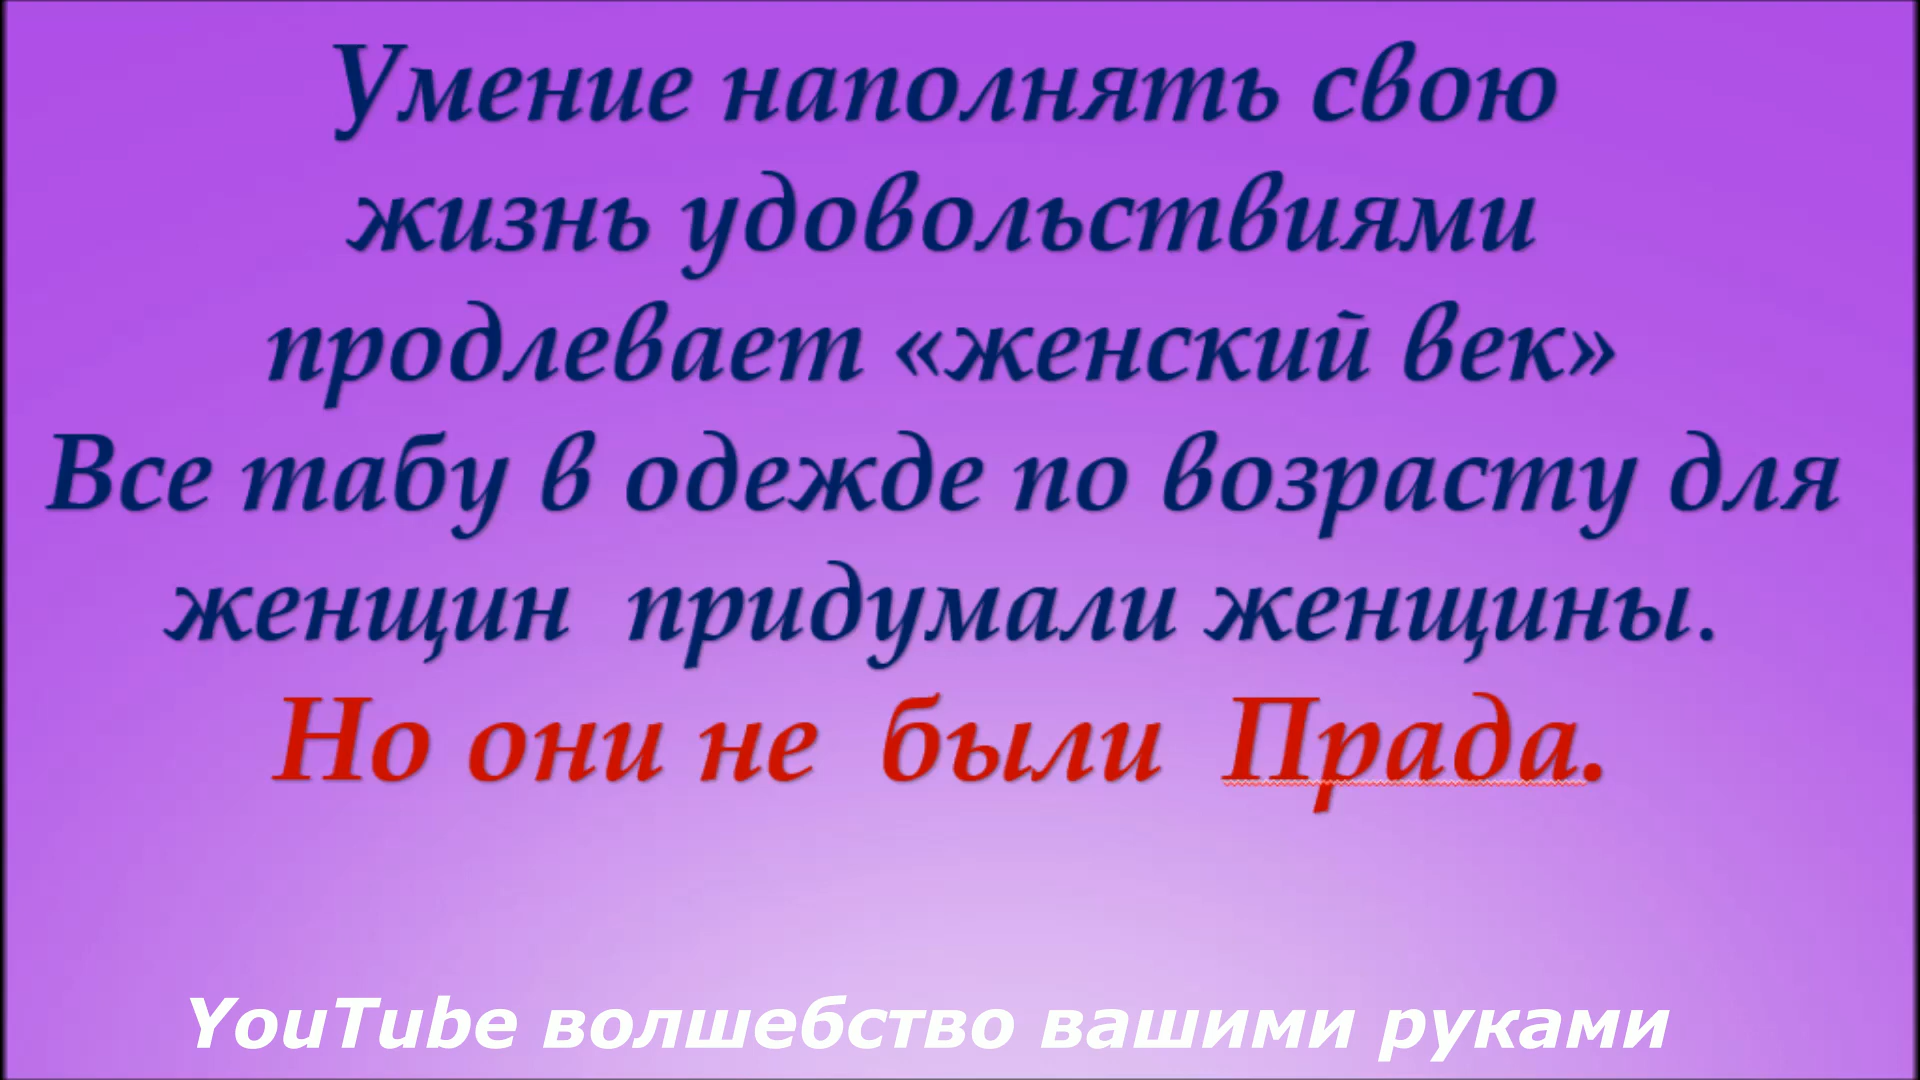 Умение наполнять свою
жизнь удовольствиями
продлевает «женский век»
Все табу в одежде по возрасту для
женщин придумали женщины.
Но они не были Прада.
YouTube волшебство вашими руками